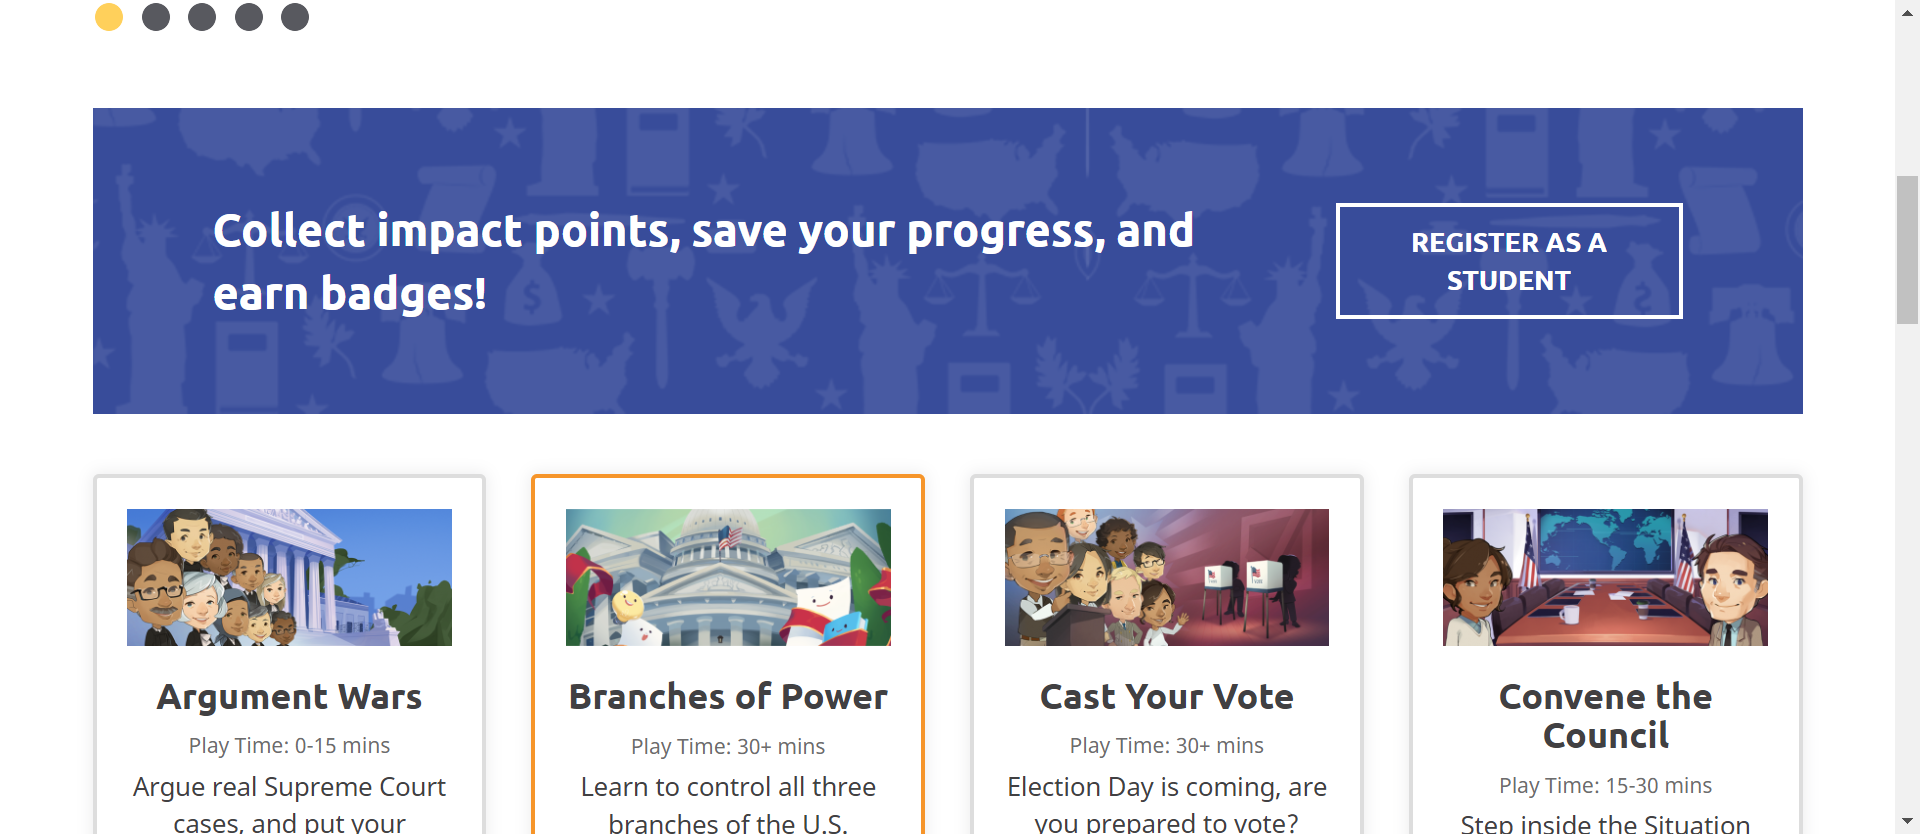 Collect impact points, save your progress, and
earn badges!
REGISTER AS A
STUDENT
Argument Wars
Play Time: 0-15 mins
Argue real Supreme Court
cases, and put your
Branches of Power
Play Time: 30+ mins
Learn to control all three
branches of the U.S.
Cast Your Vote
Play Time: 30+ mins
Election Day is coming, are
you prepared to vote?
Convene the
Council
Play Time: 15-30 mins
Step inside the Situation